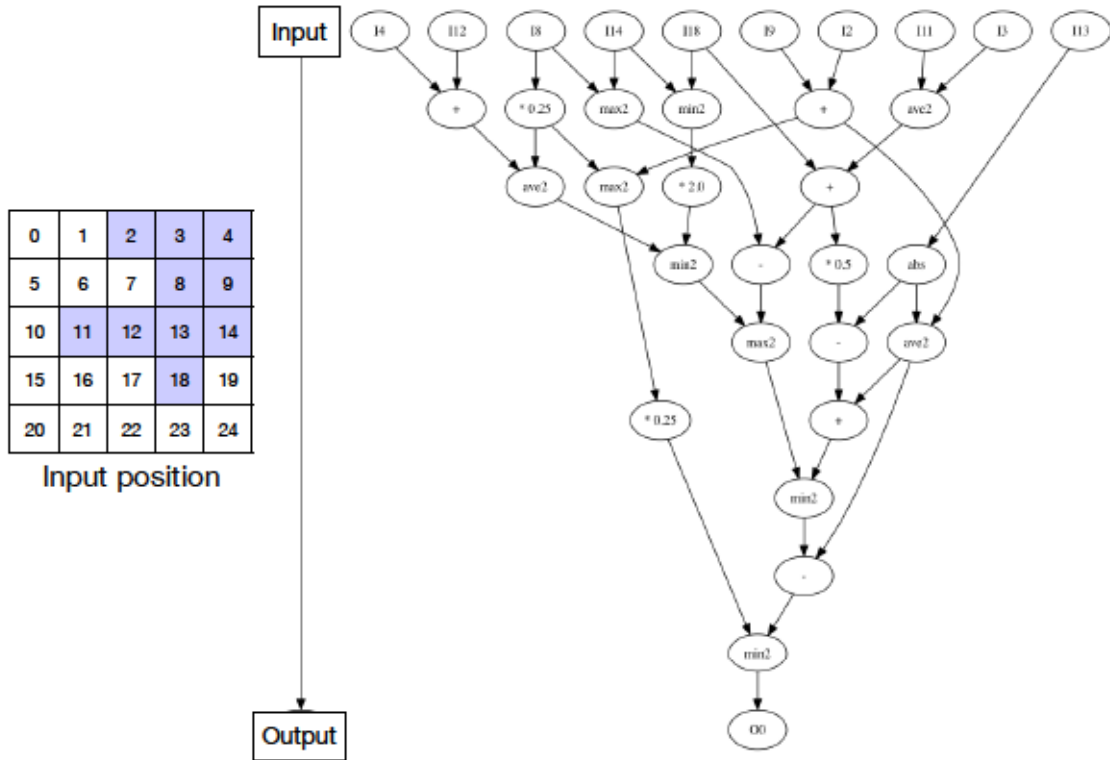 Input
I4 I12 I8 I14 I18 I9 I2 I11 I3 I13
+ * 0.25 max2 min2 + ave2
ave2 max2 * 2.0 +
min2 - * 0.5 abs
max2 - ave2
* 0.25 +
min2
-
min2
O0
Output
0 1 2 3 4
5 6 7 8 9
10 11 12 13 14
15 16 17 18 19
20 21 22 23 24
Input position